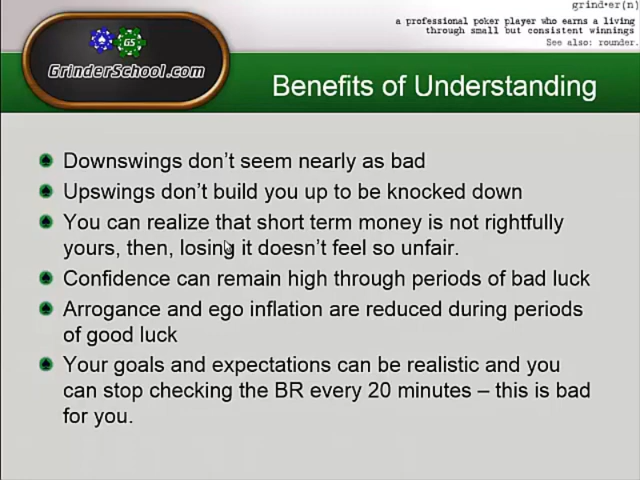 grind•er(n)
a professional poker player who earns a living
through small but consistent winnings
See also: rounder.
GS
GrinderSchool.com
Benefits of Understanding
Downswings don't seem nearly as bad
Upswings don't build you up to be knocked down
You can realize that short term money is not rightfully
yours, then, losing it doesn't feel so unfair.
Confidence can remain high through periods of bad luck
Arrogance and ego inflation are reduced during periods
of good luck
Your goals and expectations can be realistic and you
can stop checking the BR every 20 minutes – this is bad
for you.